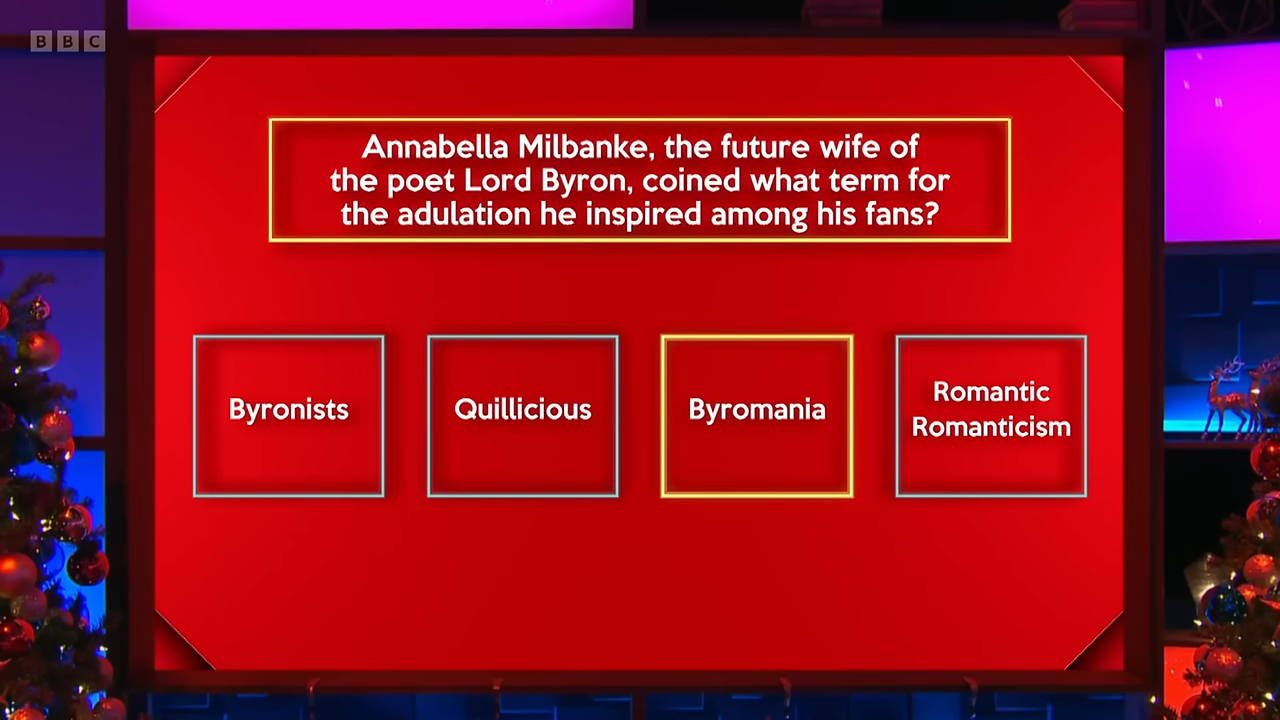 BBC
Annabella Milbanke, the future wife of
the poet Lord Byron, coined what term for
the adulation he inspired among his fans?
Byronists
Quillicious
Byromania
Romantic
Romanticism